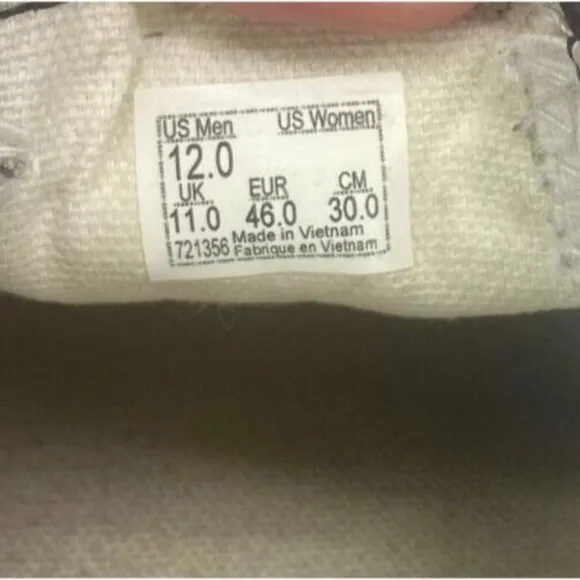 US Men US Women
12.0
UK EUR CM
11.0 46.0 30.0
721356 Made in Vietnam
Fabrique en Vietnam